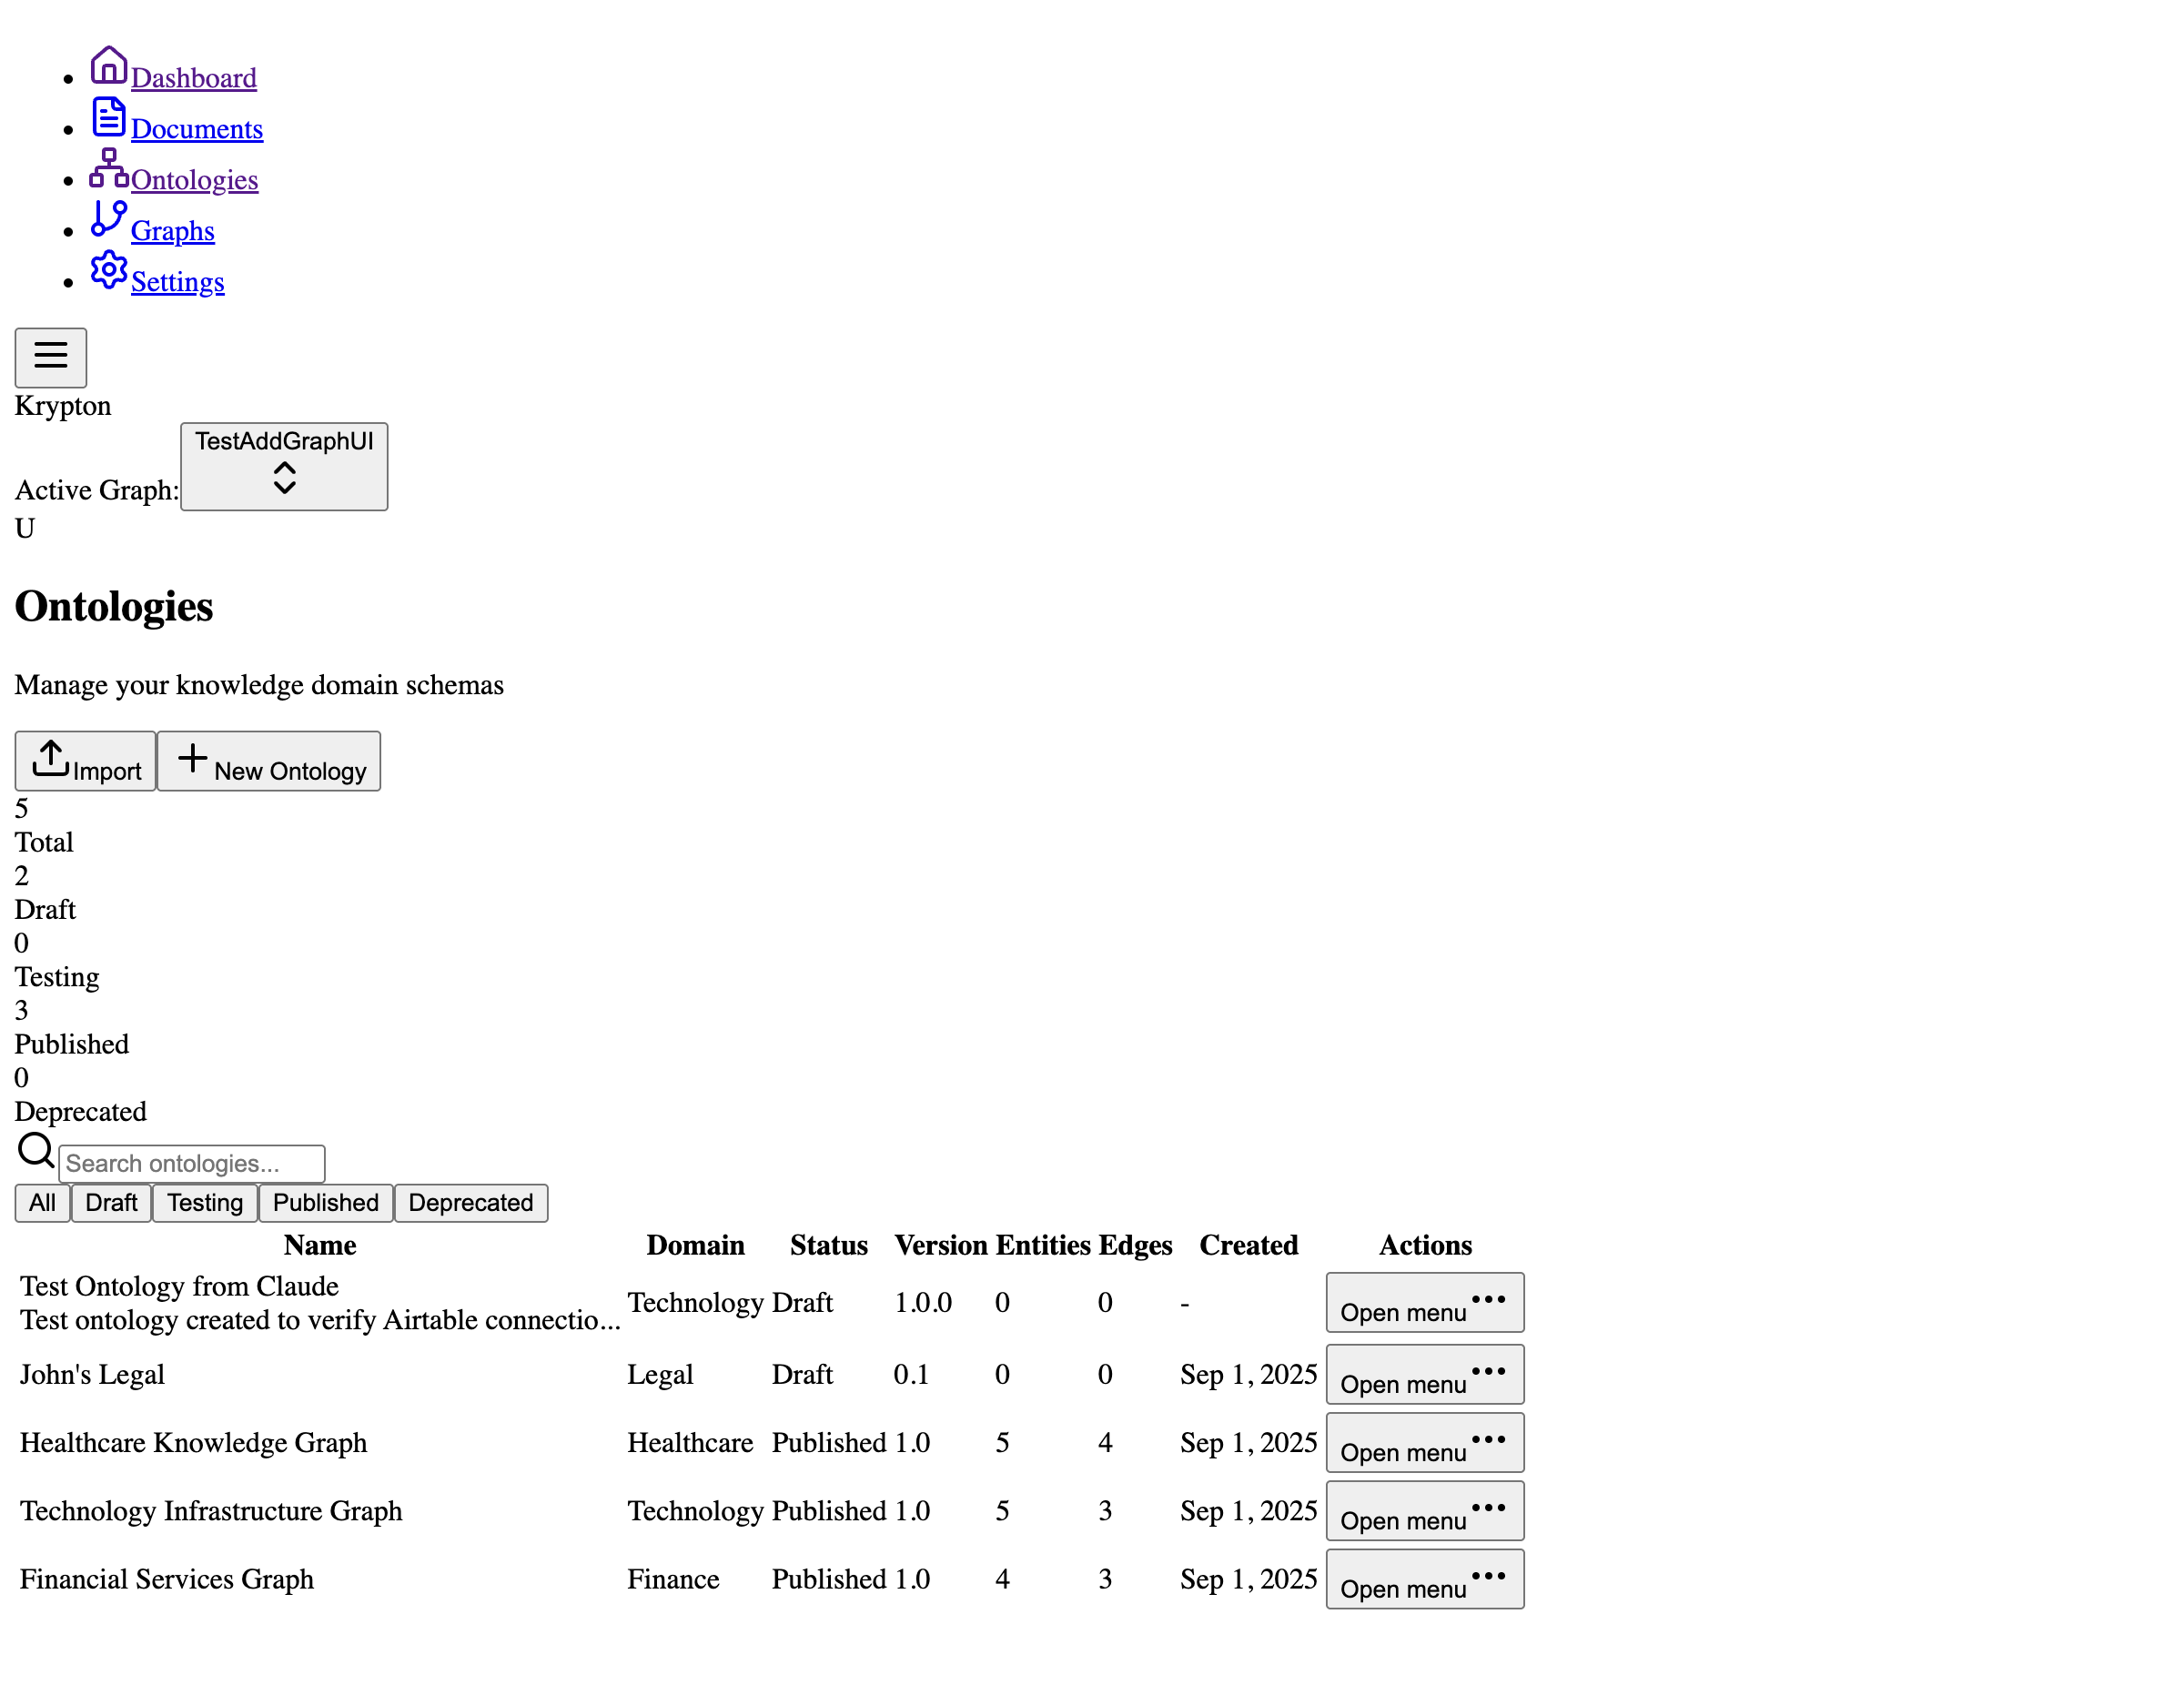 Dashboard
Documents
Ontologies
Graphs
Settings
Krypton
Active Graph: TestAddGraphUI
U
Ontologies
Manage your knowledge domain schemas
Import New Ontology
5
Total
2
Draft
0
Testing
3
Published
0
Deprecated
Search ontologies...
All Draft Testing Published Deprecated
Name Domain Status Version Entities Edges Created Actions
Test Ontology from Claude
Test ontology created to verify Airtable connectio... Technology Draft 1.0.0 0 0 - Open menu
John's Legal Legal Draft 0.1 0 0 Sep 1, 2025 Open menu
Healthcare Knowledge Graph Healthcare Published 1.0 5 4 Sep 1, 2025 Open menu
Technology Infrastructure Graph Technology Published 1.0 5 3 Sep 1, 2025 Open menu
Financial Services Graph Finance Published 1.0 4 3 Sep 1, 2025 Open menu